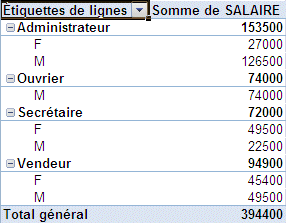 Étiquettes de lignes Somme de SALAIRE
Administrateur 153500
F 27000
M 126500
Ouvrier 74000
M 74000
Secrétaire 72000
F 49500
M 22500
Vendeur 94900
F 45400
M 49500
Total général 394400